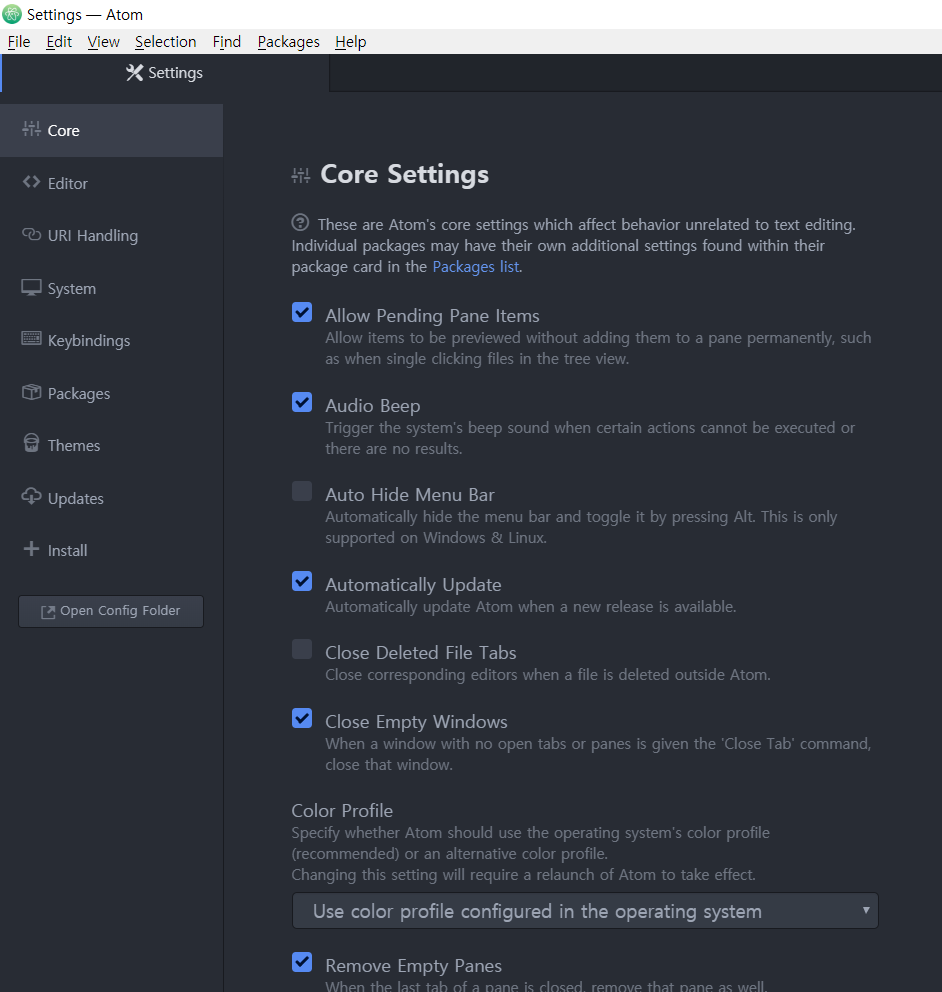 Settings — Atom
File Edit View Selection Find Packages Help
Settings
Core
Editor
URI Handling
System
Keybindings
Packages
Themes
Updates
Install
Open Config Folder
Core Settings
These are Atom's core settings which affect behavior unrelated to text editing.
Individual packages may have their own additional settings found within their
package card in the Packages list.
Allow Pending Pane Items
Allow items to be previewed without adding them to a pane permanently, such
as when single clicking files in the tree view.
Audio Beep
Trigger the system's beep sound when certain actions cannot be executed or
there are no results.
Auto Hide Menu Bar
Automatically hide the menu bar and toggle it by pressing Alt. This is only
supported on Windows & Linux.
Automatically Update
Automatically update Atom when a new release is available.
Close Deleted File Tabs
Close corresponding editors when a file is deleted outside Atom.
Close Empty Windows
When a window with no open tabs or panes is given the 'Close Tab' command,
close that window.
Color Profile
Specify whether Atom should use the operating system's color profile
(recommended) or an alternative color profile.
Changing this setting will require a relaunch of Atom to take effect.
Use color profile configured in the operating system
Remove Empty Panes
When the last tab of a pane is closed, remove that pane as well.